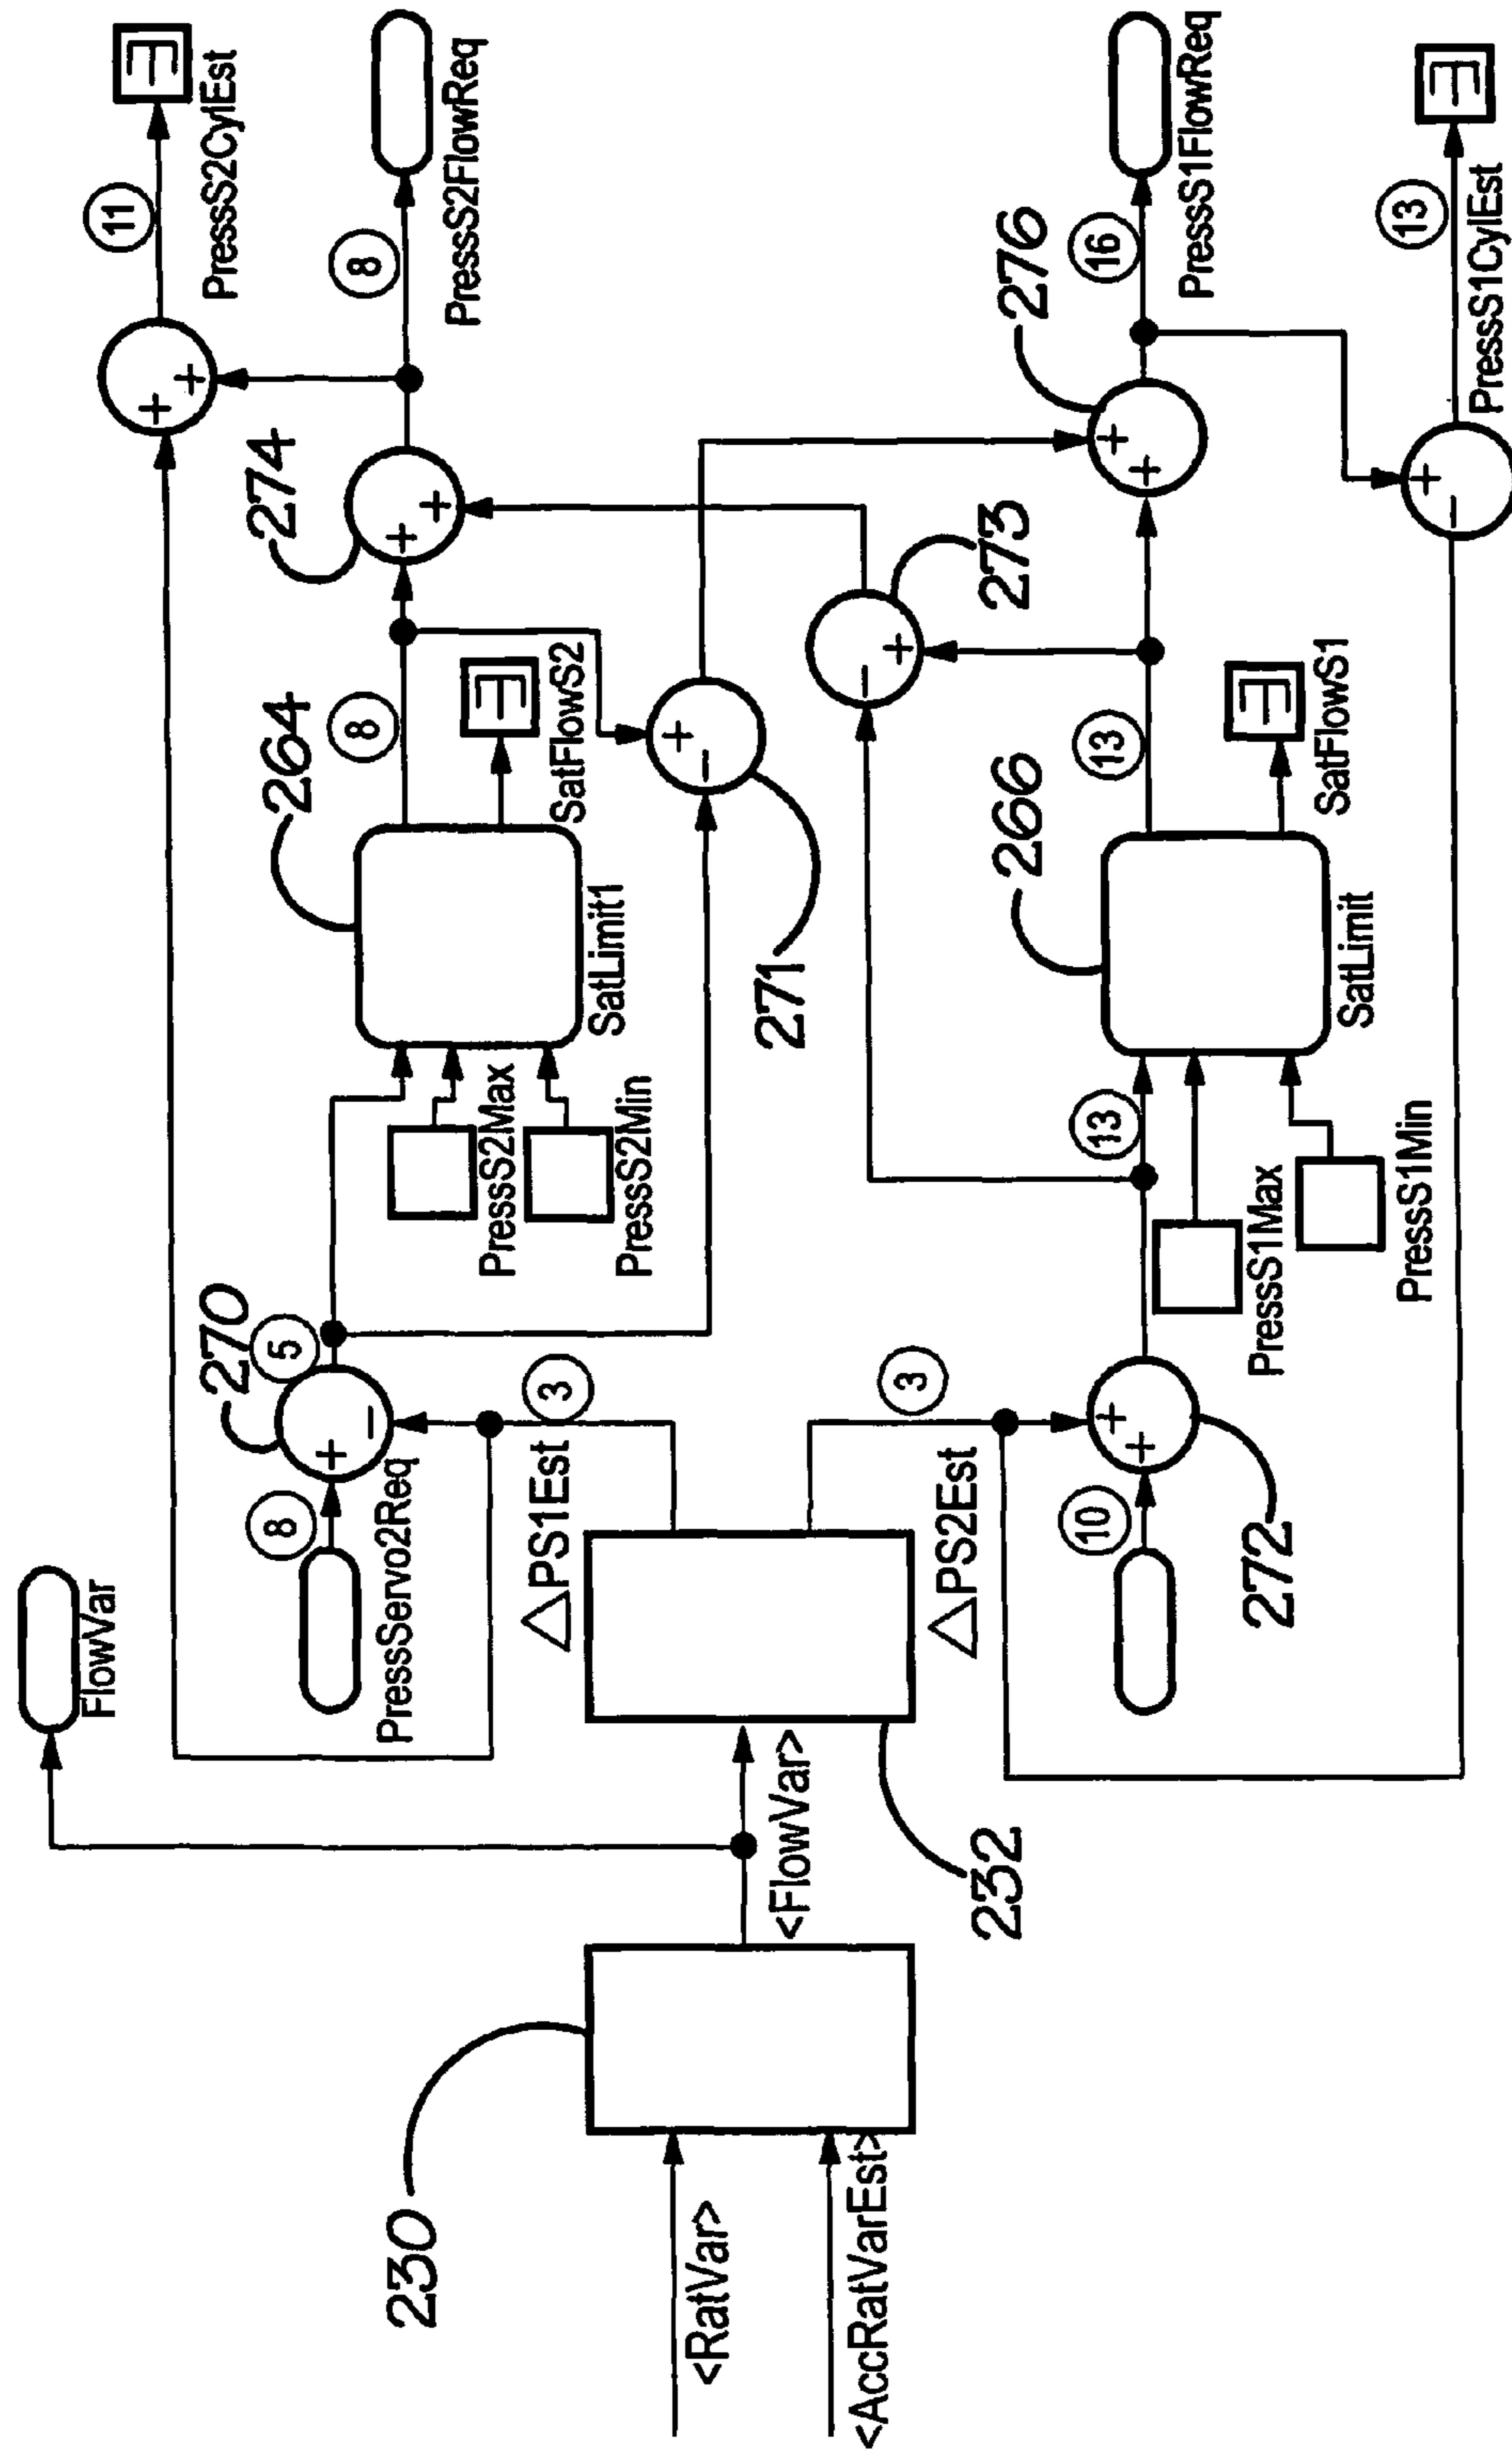 11
PressS2CylEst
274
8
PressS2FlowReq
264
8
SatFlowS2
+
+
+
+
+
+
270
5
PressS2Max
PressS2Min
SatLimit1
+
-
271
8
+
-
PressServo2Req
FlowVar
3
△PS1Est
230
<RatVar>
<AccRatVarEst>
<FlowVar>
232
3
△PS2Est
10
+
+
272
13
PressS1Max
PressS1Min
SatLimit
266
13
SatFlowS1
-
+
273
+
+
276
16
PressS1FlowReq
+
-
13
PressS1CylEst